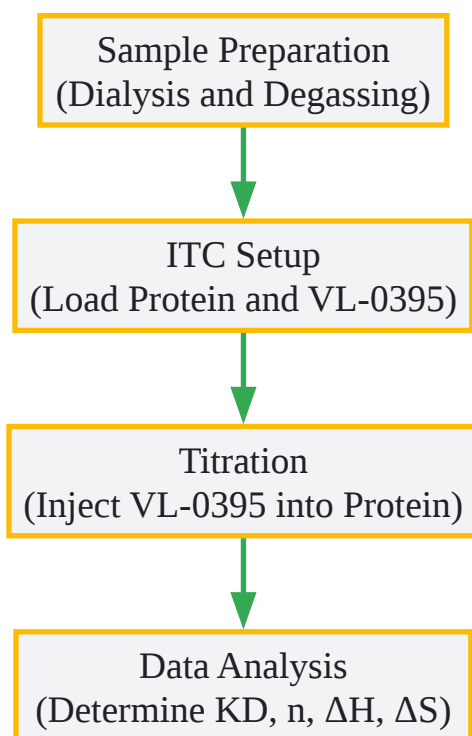 Sample Preparation
(Dialysis and Degassing)
ITC Setup
(Load Protein and VL-0395)
Titration
(Inject VL-0395 into Protein)
Data Analysis
(Determine KD, n, ΔH, ΔS)